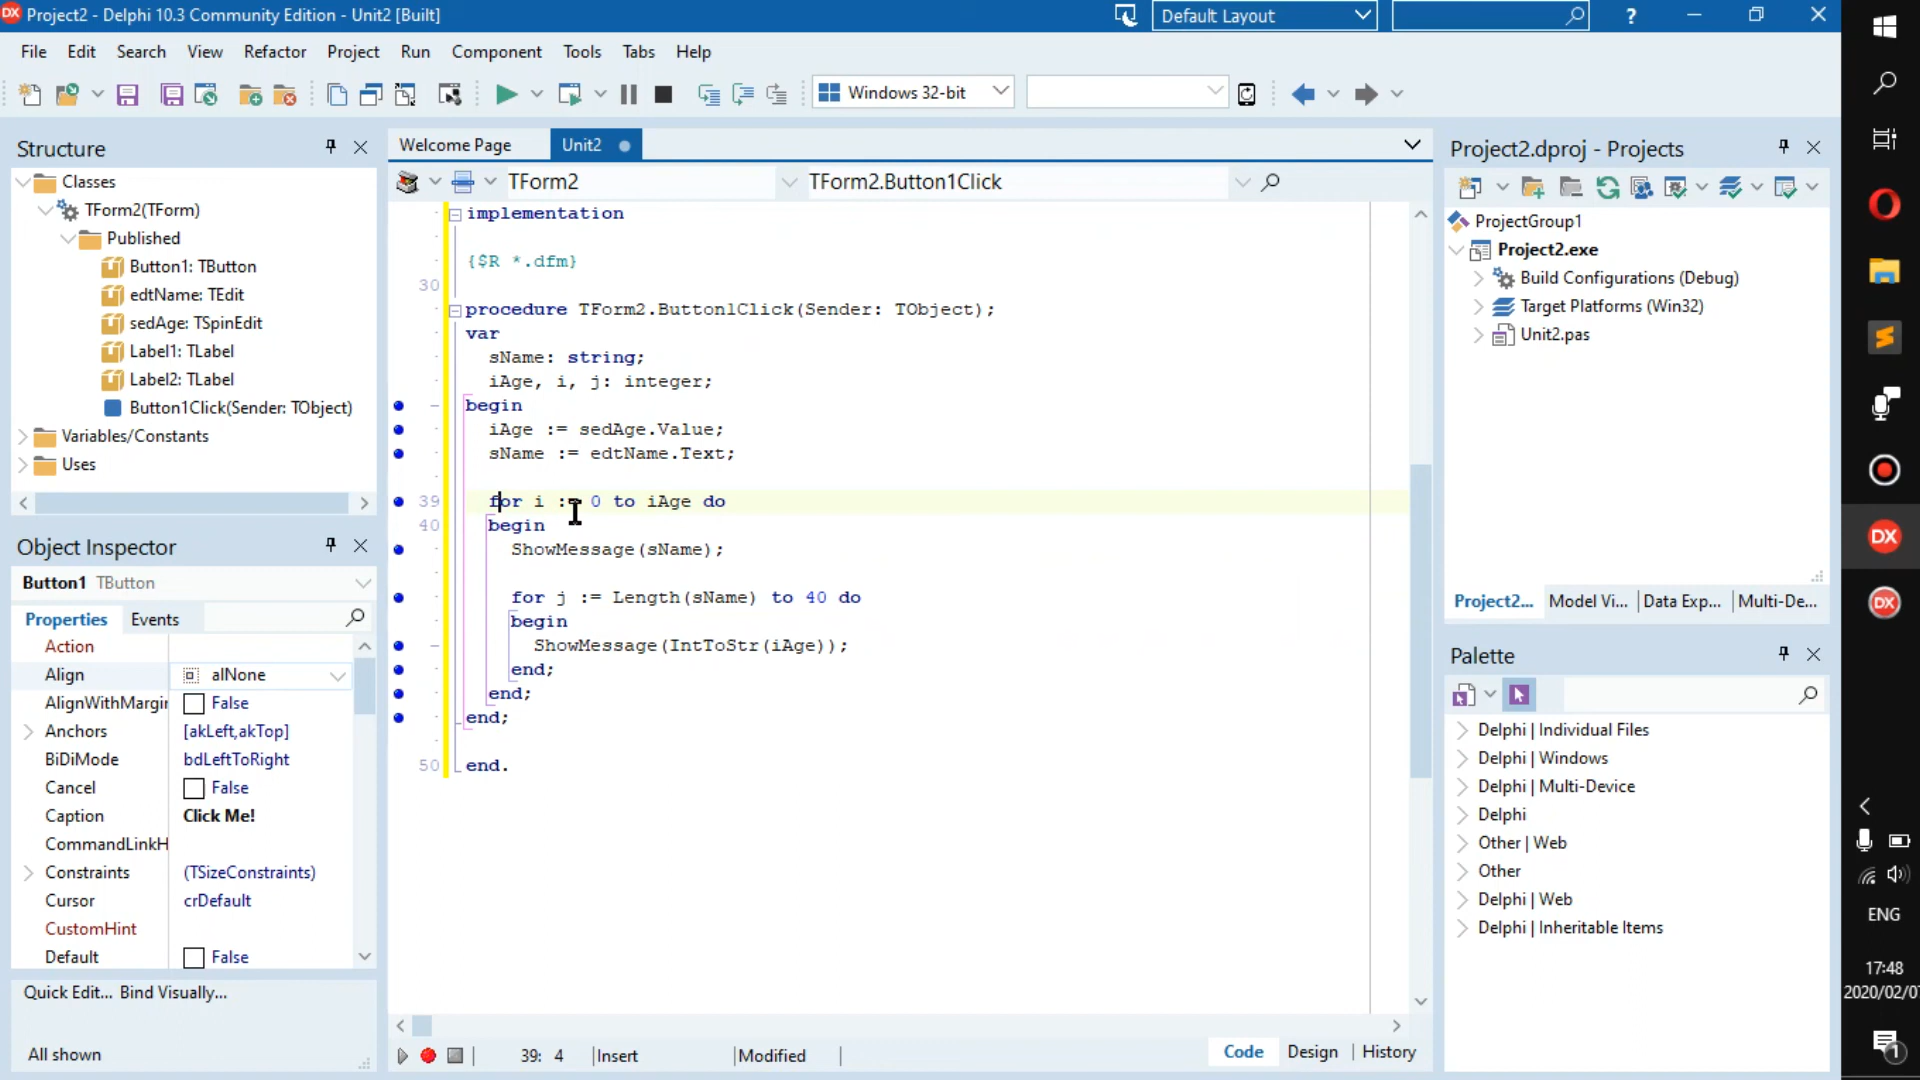 Project2 - Delphi 10.3 Community Edition - Unit2 [Built]
Default Layout
?
File Edit Search View Refactor Project Run Component Tools Tabs Help
Windows 32-bit
Structure
Classes
TForm2(TForm)
Published
Button1: TButton
edtName: TEdit
sedAge: TSpinEdit
Label1: TLabel
Label2: TLabel
Button1Click(Sender: TObject)
Variables/Constants
Uses
Object Inspector
Button1 TButton
Properties Events
Action
Align alNone
AlignWithMargin False
Anchors [akLeft,akTop]
BiDiMode bdLeftToRight
Cancel False
Caption Click Me!
CommandLinkH
Constraints (TSizeConstraints)
Cursor crDefault
CustomHint
Default False
Quick Edit... Bind Visually...
All shown
Welcome Page Unit2
TForm2 TForm2.Button1Click
implementation
{$R *.dfm}
30
procedure TForm2.Button1Click(Sender: TObject);
var
sName: string;
iAge, i, j: integer;
begin
iAge := sedAge.Value;
sName := edtName.Text;
39 for i := 0 to iAge do
40 begin
ShowMessage(sName);
for j := Length(sName) to 40 do
begin
ShowMessage(IntToStr(iAge));
end;
end;
end;
50 end.
39: 4 Insert Modified Code Design History
Project2.dproj - Projects
ProjectGroup1
Project2.exe
Build Configurations (Debug)
Target Platforms (Win32)
Unit2.pas
Project2... Model Vi... Data Exp... Multi-De...
Palette
Delphi | Individual Files
Delphi | Windows
Delphi | Multi-Device
Delphi
Other | Web
Other
Delphi | Web
Delphi | Inheritable Items
DX
DX
DX
ENG
17:48
2020/02/0
1